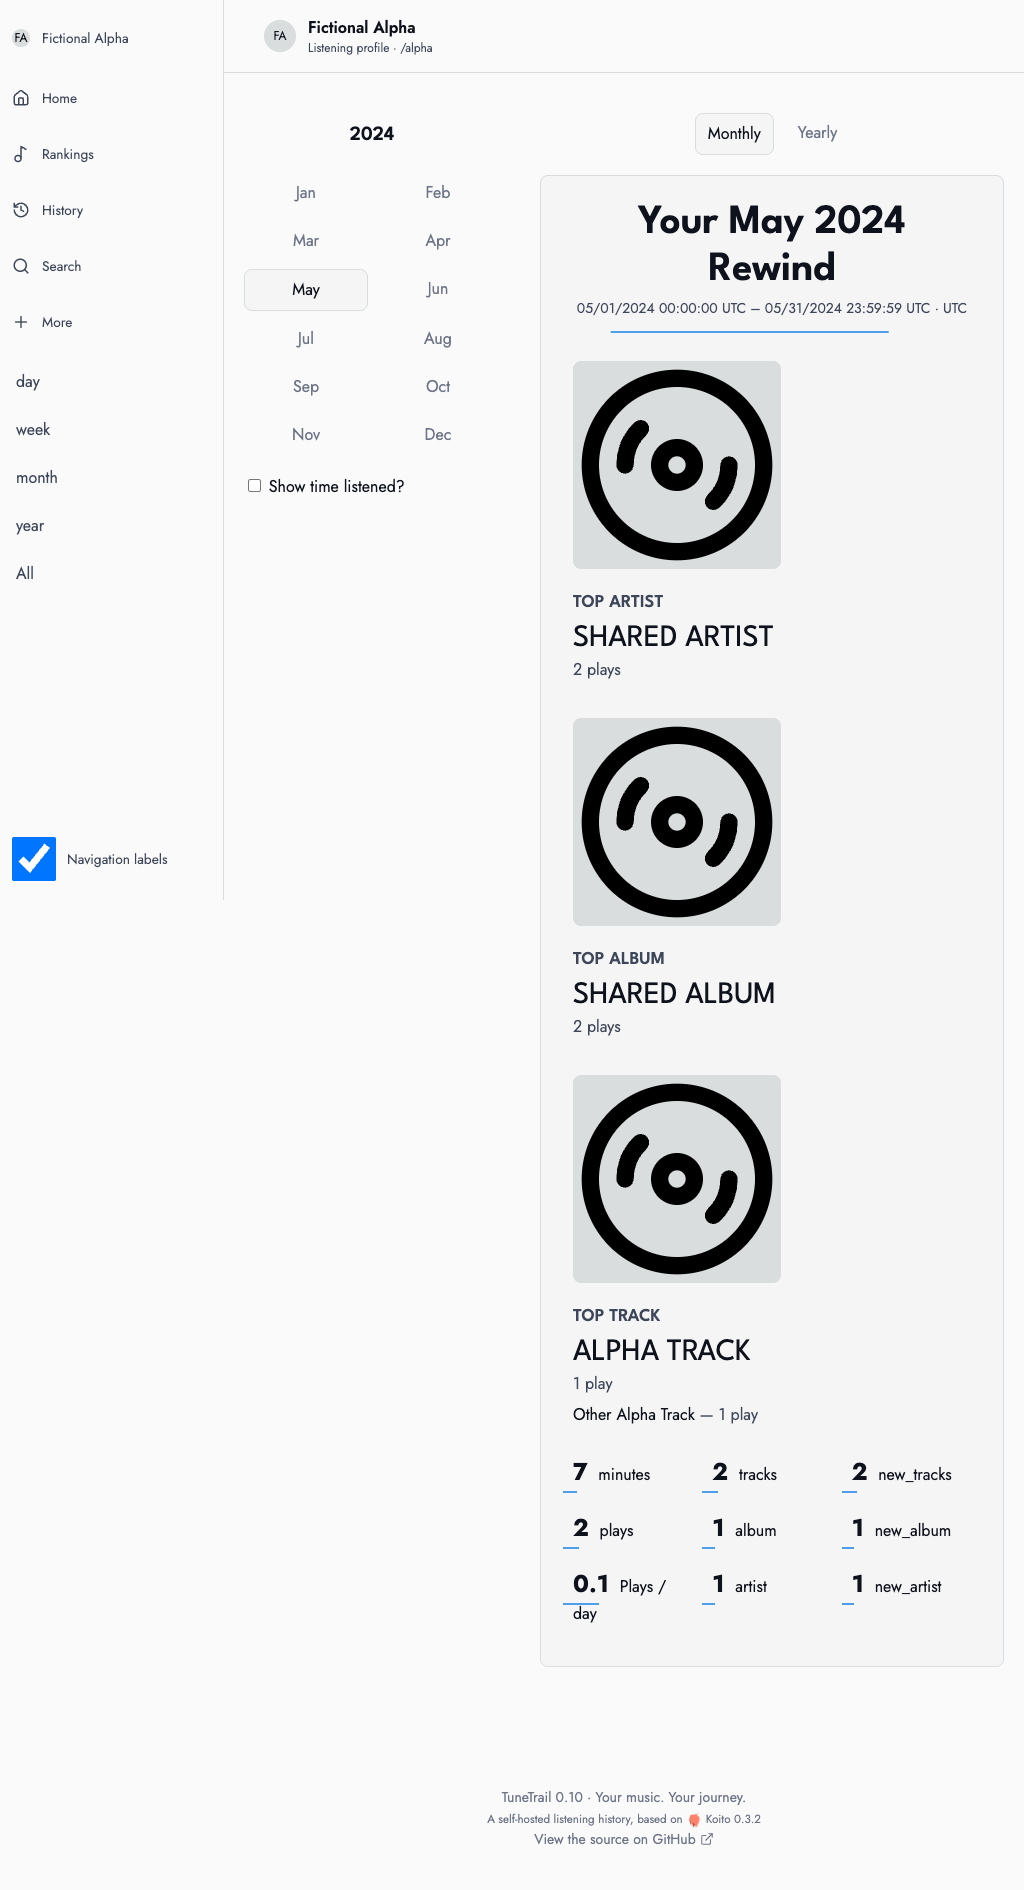 FA Fictional Alpha
Home
Rankings
History
Search
More
day
week
month
year
All
Navigation labels
FA
Fictional Alpha
Listening profile · /alpha
2024
Jan Feb
Mar Apr
May Jun
Jul Aug
Sep Oct
Nov Dec
Show time listened?
Monthly Yearly
Your May 2024
Rewind
05/01/2024 00:00:00 UTC – 05/31/2024 23:59:59 UTC · UTC
TOP ARTIST
SHARED ARTIST
2 plays
TOP ALBUM
SHARED ALBUM
2 plays
TOP TRACK
ALPHA TRACK
1 play
Other Alpha Track — 1 play
7 minutes 2 tracks 2 new_tracks
2 plays 1 album 1 new_album
0.1 Plays / 1 artist 1 new_artist
day
TuneTrail 0.10 · Your music. Your journey.
A self-hosted listening history, based on Koito 0.3.2
View the source on GitHub